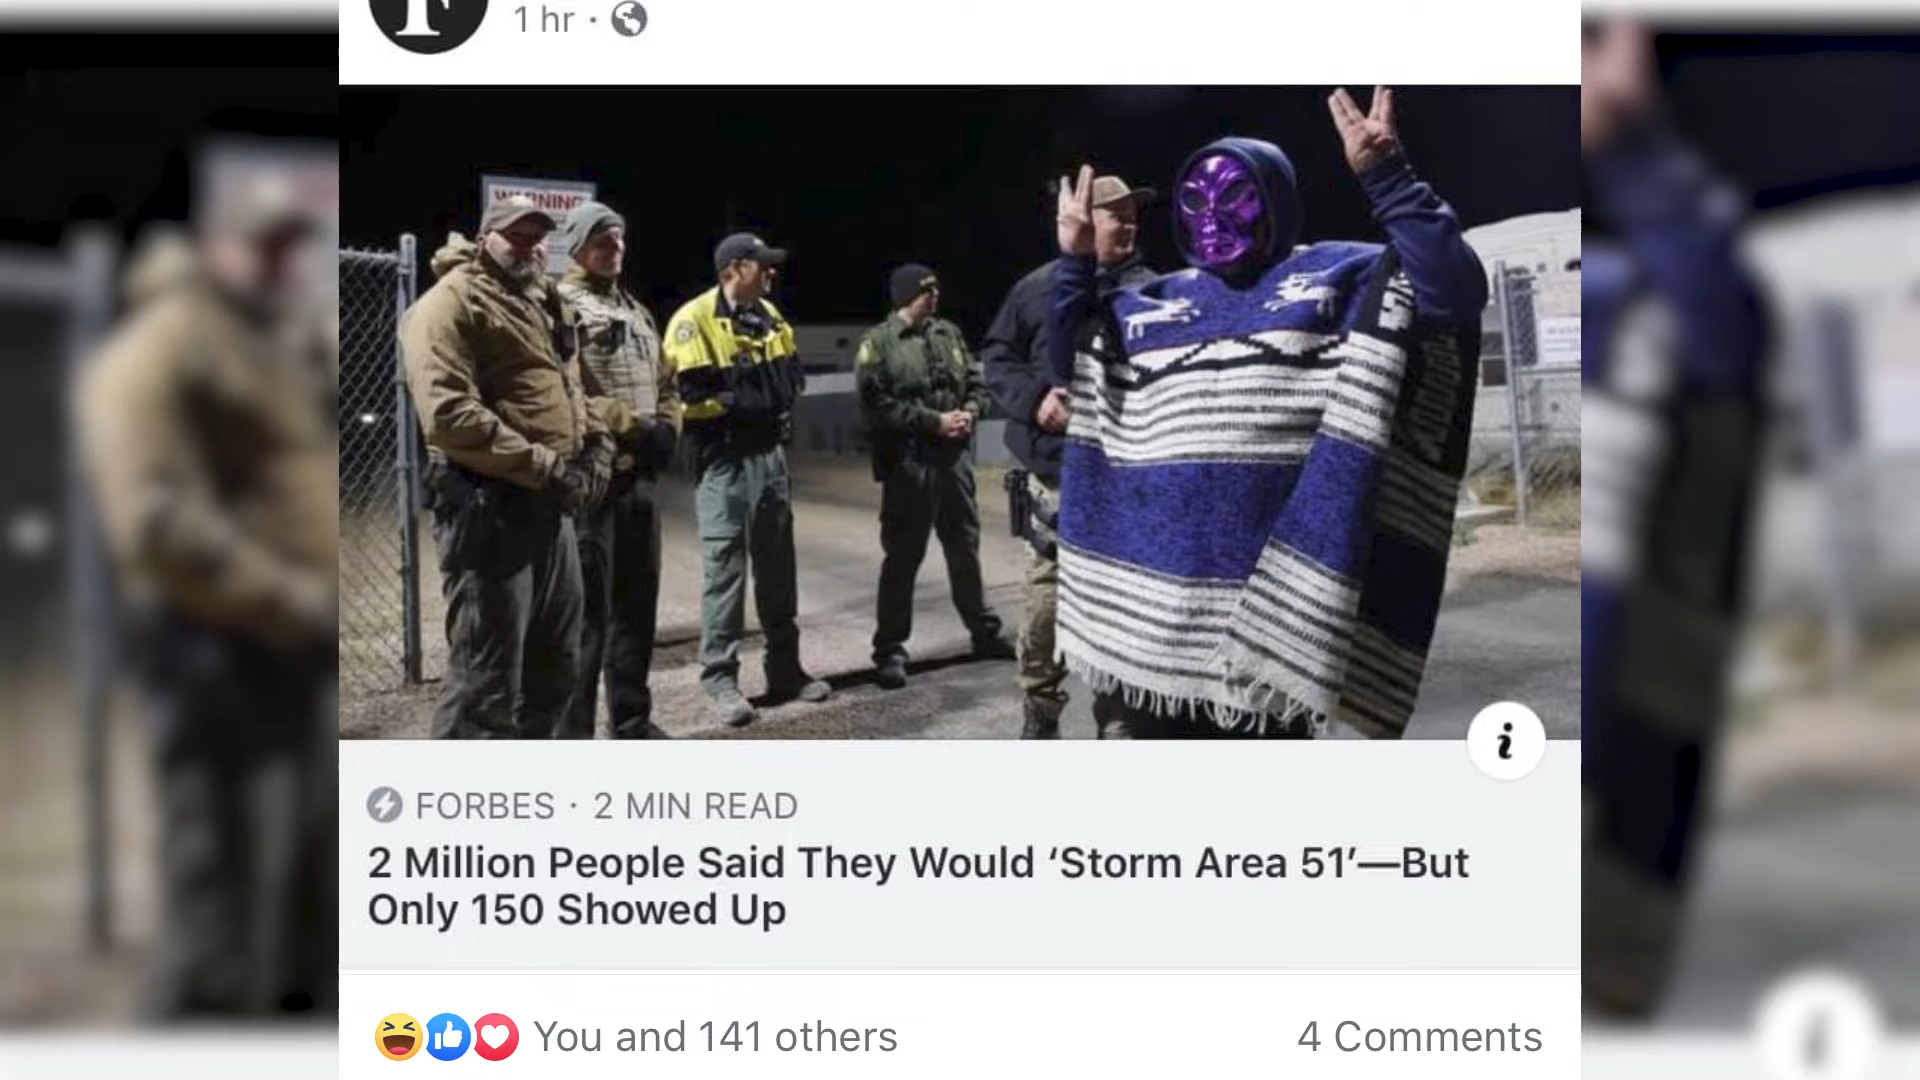 F
1 hr ·
WARNING
FORBES · 2 MIN READ
2 Million People Said They Would ‘Storm Area 51’—But
Only 150 Showed Up
You and 141 others
4 Comments